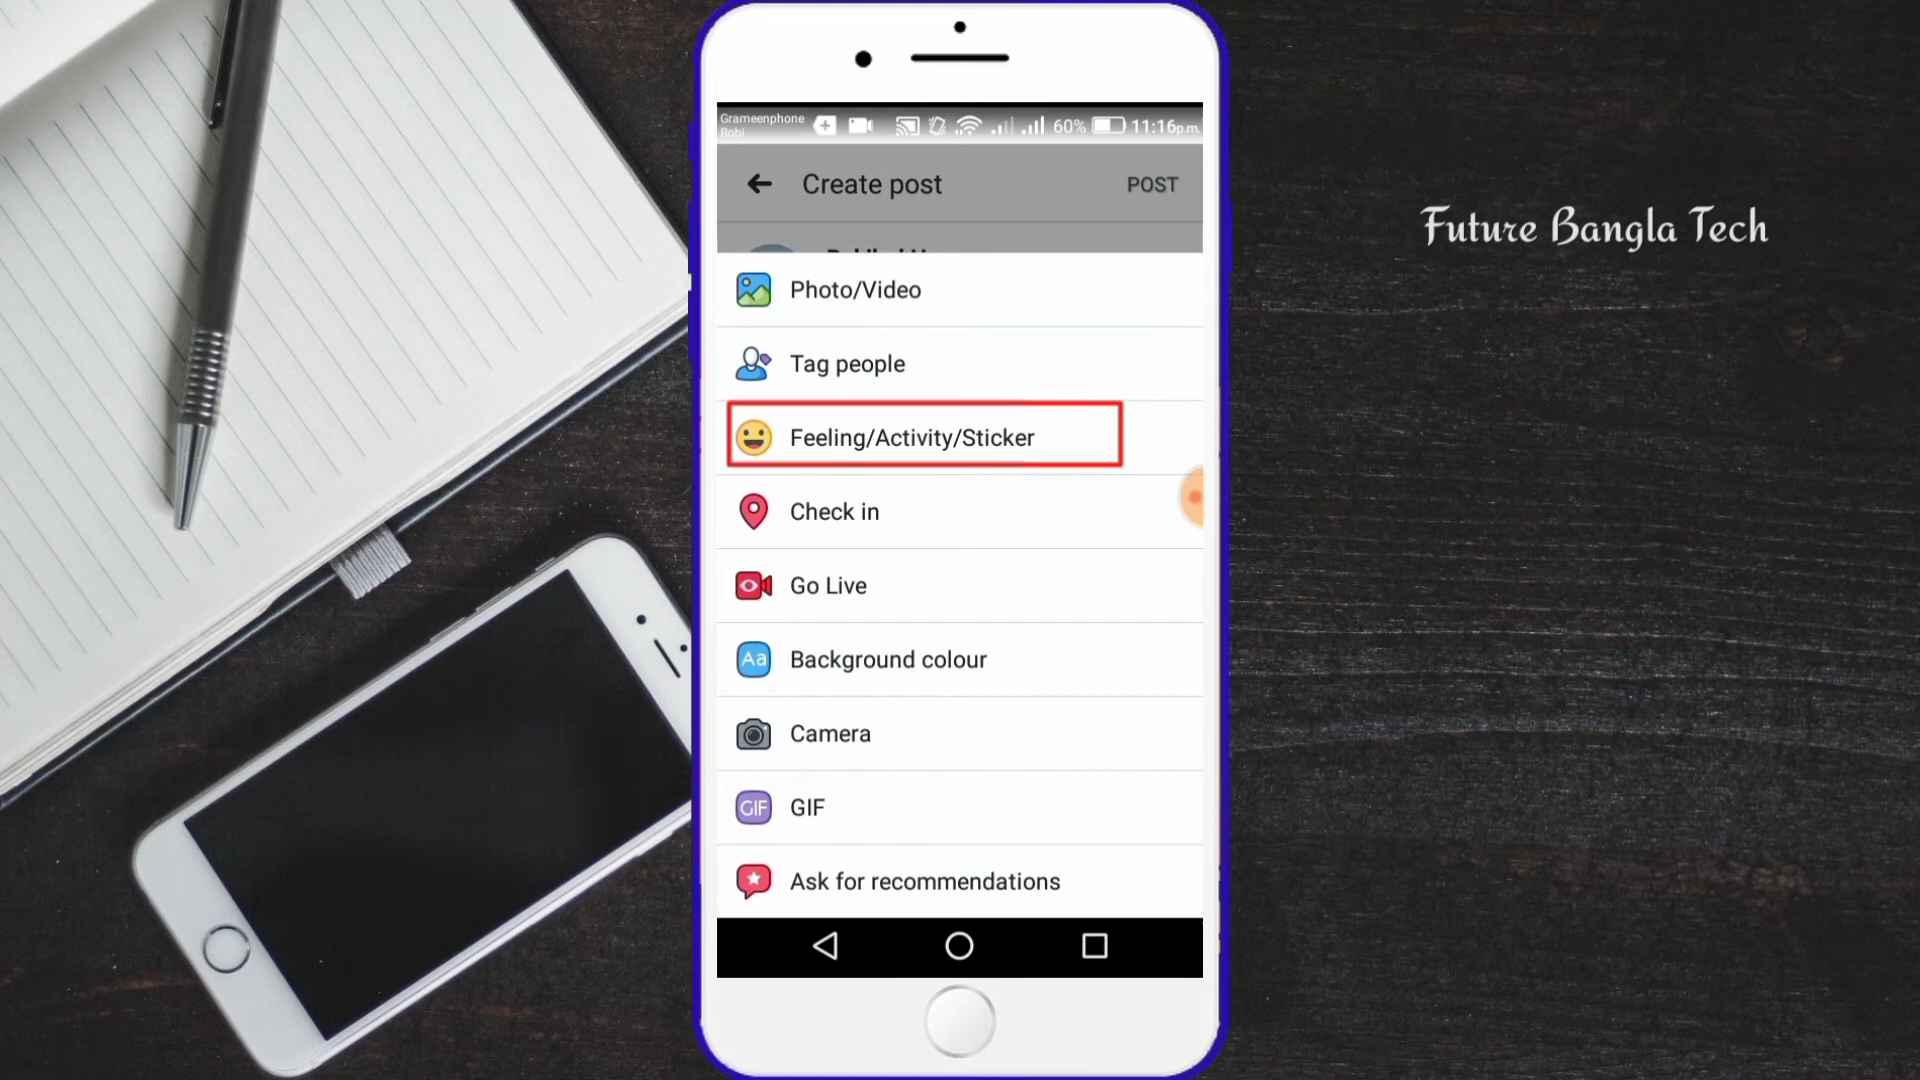 Grameenphone
Robi
60% 11:16p.m.
Create post
POST
Future Bangla Tech
Photo/Video
Tag people
Feeling/Activity/Sticker
Check in
Go Live
Aa Background colour
Camera
GIF GIF
Ask for recommendations